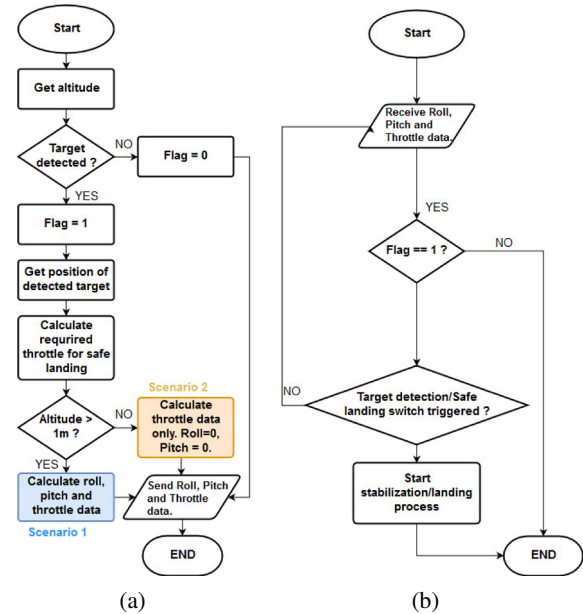 Start
Get altitude
Target
detected ?
NO
Flag = 0
YES
Flag = 1
Get position of
detected target
Calculate
requrired
throttle for safe
landing
Scenario 2
Altitude >
1m ?
NO
Calculate
throttle data
only. Roll=0,
Pitch = 0.
YES
Calculate roll,
pitch and
throttle data
Scenario 1
Send Roll, Pitch
and Throttle
data.
END
(a)
Start
Receive Roll,
Pitch and
Throttle data.
YES
Flag == 1 ?
NO
NO
Target detection/Safe
landing switch triggered ?
Start
stabilization/landing
process
END
(b)